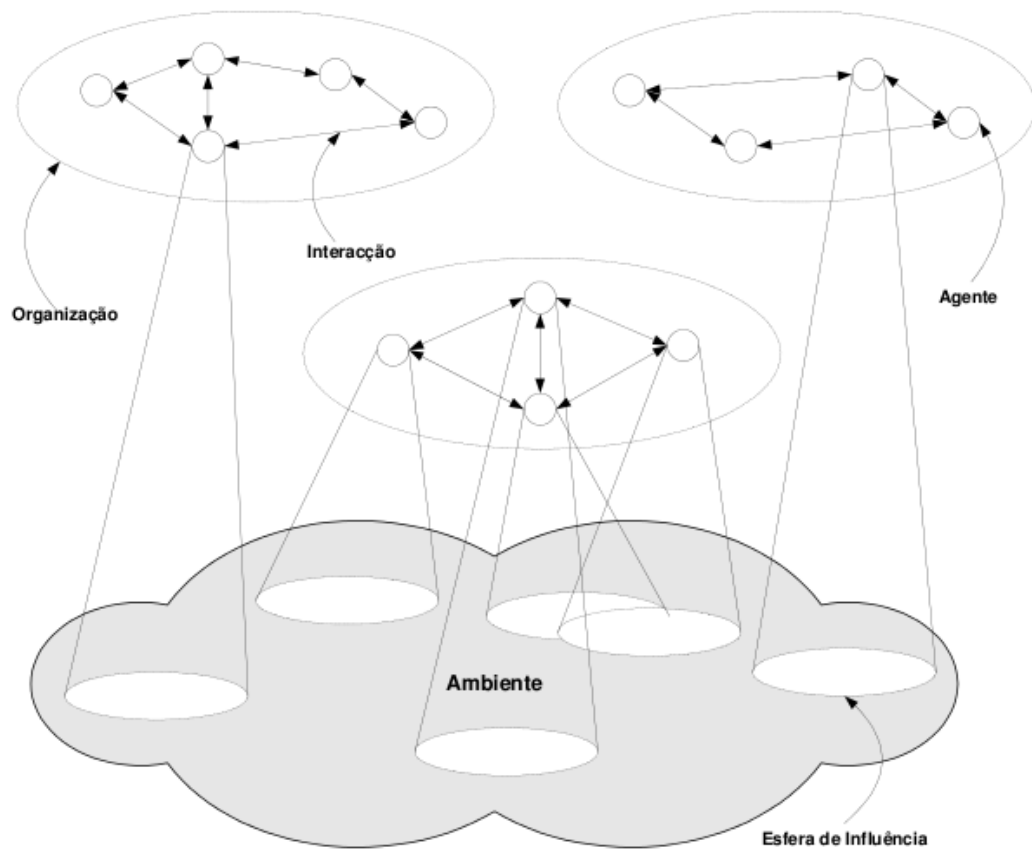 Interacção
Organização
Agente
Ambiente
Esfera de Influência